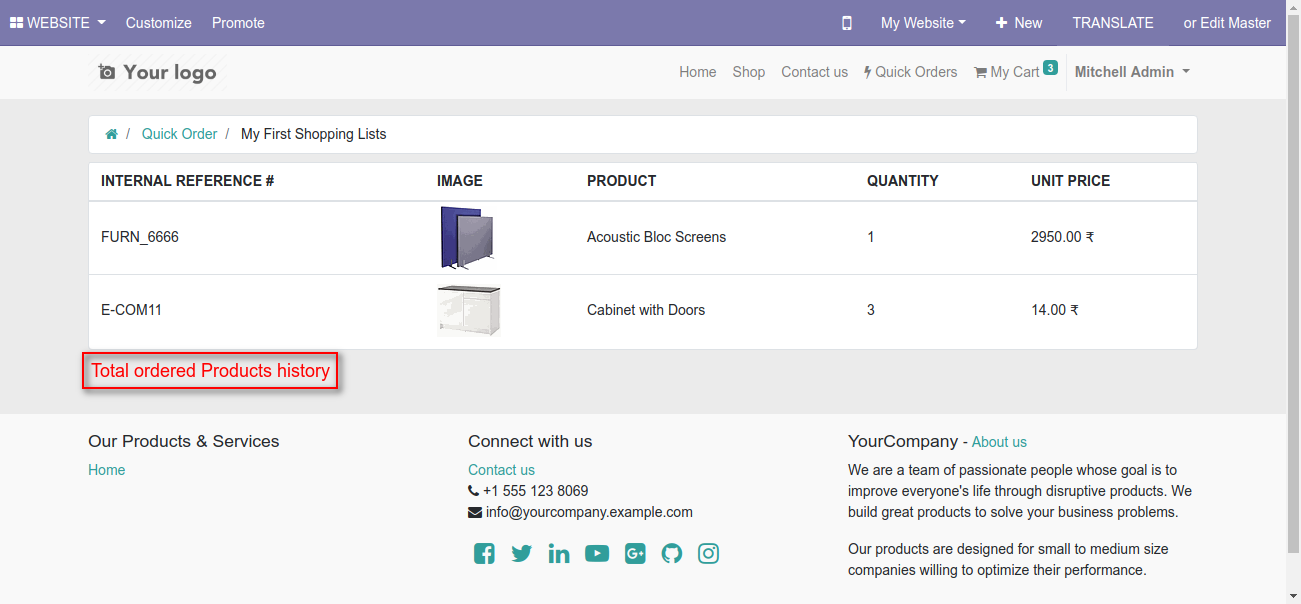 WEBSITE Customize Promote My Website New TRANSLATE or Edit Master
Your logo Home Shop Contact us Quick Orders My Cart 3 Mitchell Admin
/ Quick Order / My First Shopping Lists
INTERNAL REFERENCE # IMAGE PRODUCT QUANTITY UNIT PRICE
FURN_6666 Acoustic Bloc Screens 1 2950.00 ₹
E-COM11 Cabinet with Doors 3 14.00 ₹
Total ordered Products history
Our Products & Services
Home
Connect with us
Contact us
+1 555 123 8069
info@yourcompany.example.com
YourCompany - About us
We are a team of passionate people whose goal is to
improve everyone's life through disruptive products. We
build great products to solve your business problems.
Our products are designed for small to medium size
companies willing to optimize their performance.